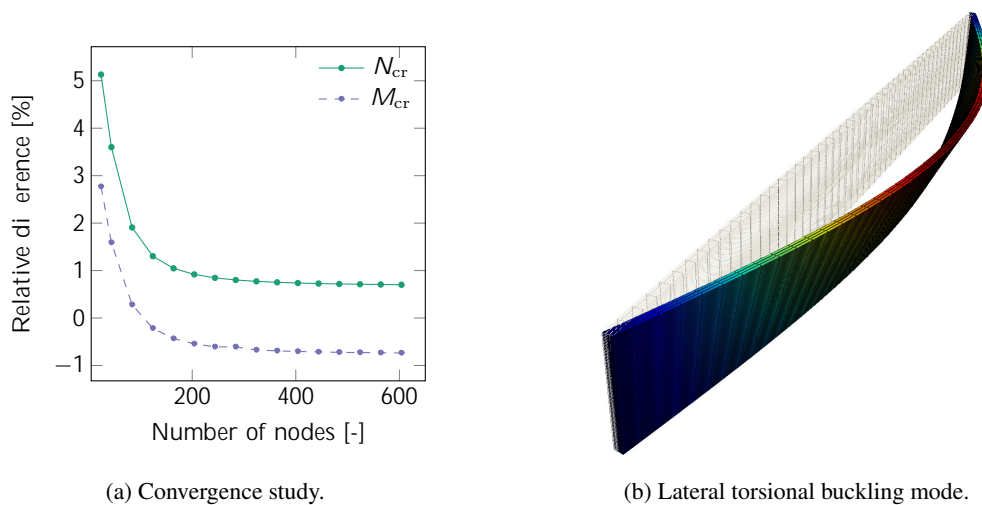 5
4
3
2
1
0
−1
Relative di erence [%]
N_cr
M_cr
200
400
600
Number of nodes [-]
(a) Convergence study.
(b) Lateral torsional buckling mode.